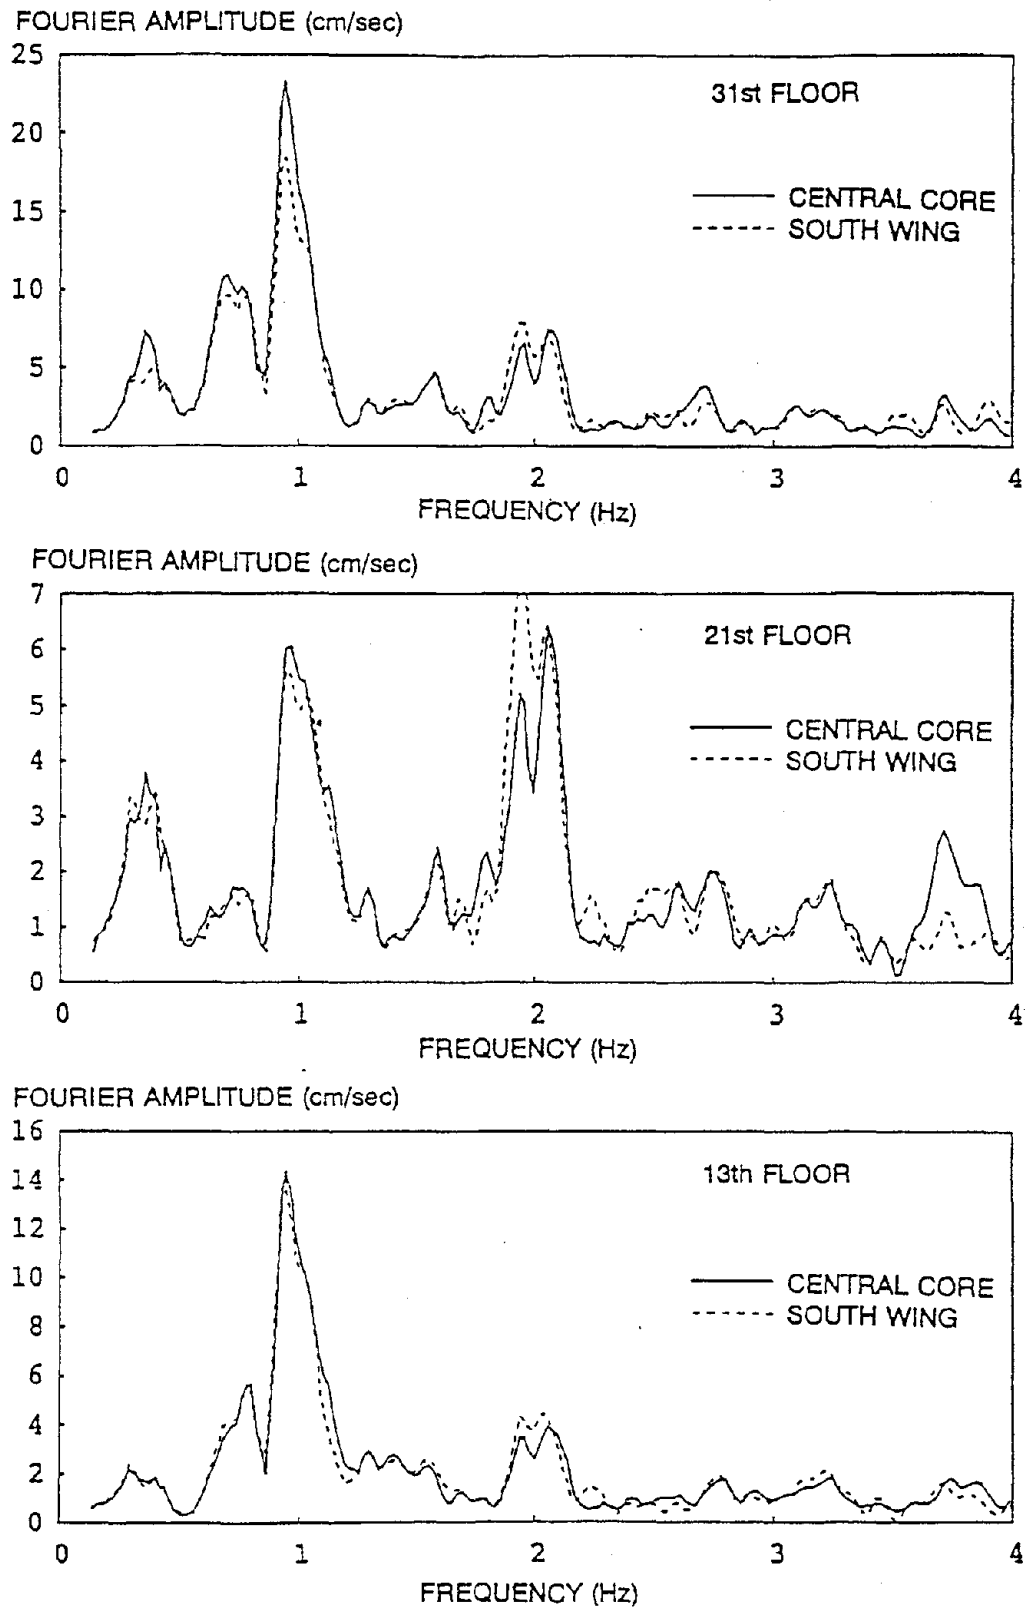 FOURIER AMPLITUDE (cm/sec)
25
31st FLOOR
20
CENTRAL CORE
15
SOUTH WING
10
5
0
0 1 2 3 4
FREQUENCY (Hz)
FOURIER AMPLITUDE (cm/sec)
7
21st FLOOR
6
5
CENTRAL CORE
SOUTH WING
4
3
2
1
0
0 1 2 3 4
FREQUENCY (Hz)
FOURIER AMPLITUDE (cm/sec)
16
13th FLOOR
14
12
10
CENTRAL CORE
SOUTH WING
8
6
4
2
0
0 1 2 3 4
FREQUENCY (Hz)